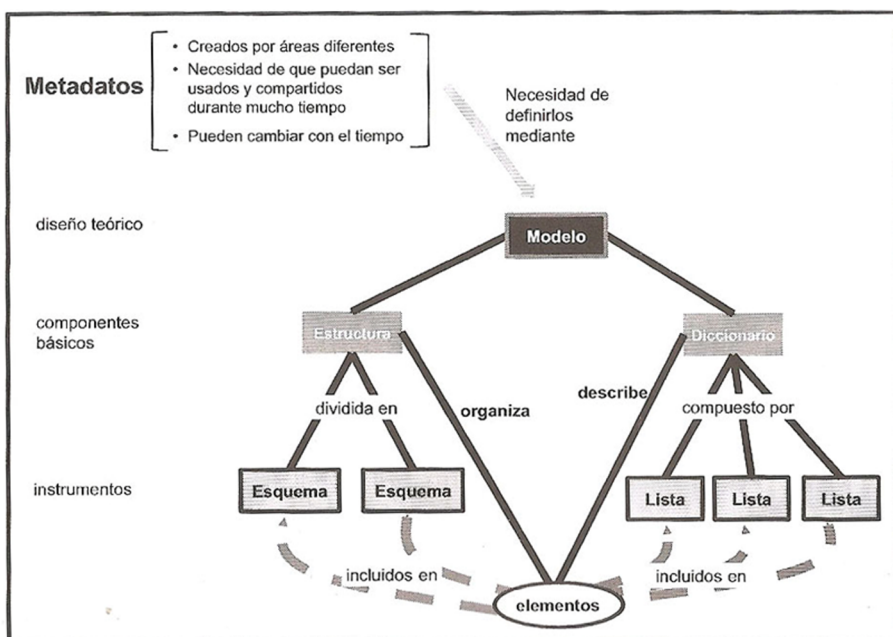 Metadatos
• Creados por áreas diferentes
• Necesidad de que puedan ser
usados y compartidos
durante mucho tiempo
• Pueden cambiar con el tiempo
Necesidad de
definirlos
mediante
diseño teórico
Modelo
componentes
básicos
Estructura
Diccionario
dividida en
organiza
describe
compuesto por
instrumentos
Esquema
Esquema
Lista
Lista
Lista
incluidos en
incluidos en
elementos